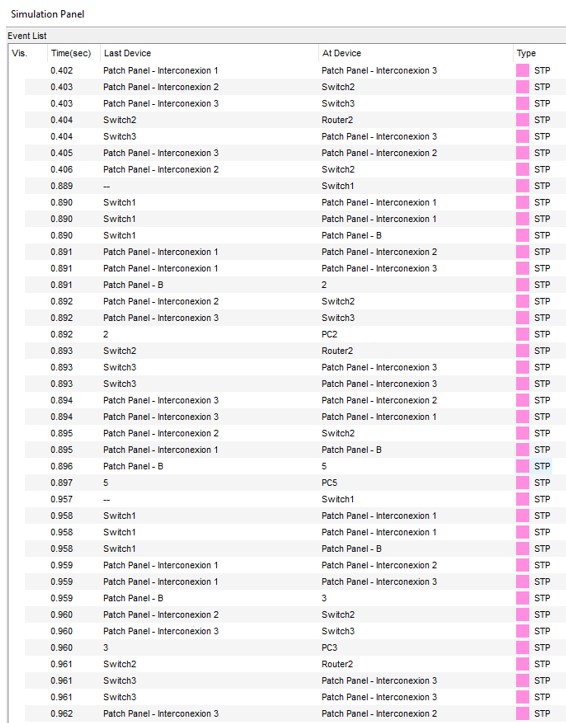 Simulation Panel
Event List
Vis. Time(sec) Last Device At Device Type
0.402 Patch Panel - Interconexion 1 Patch Panel - Interconexion 3 STP
0.403 Patch Panel - Interconexion 2 Switch2 STP
0.403 Patch Panel - Interconexion 3 Switch3 STP
0.404 Switch2 Router2 STP
0.404 Switch3 Patch Panel - Interconexion 3 STP
0.405 Patch Panel - Interconexion 3 Patch Panel - Interconexion 2 STP
0.406 Patch Panel - Interconexion 2 Switch2 STP
0.889 -- Switch1 STP
0.890 Switch1 Patch Panel - Interconexion 1 STP
0.890 Switch1 Patch Panel - Interconexion 1 STP
0.890 Switch1 Patch Panel - B STP
0.891 Patch Panel - Interconexion 1 Patch Panel - Interconexion 2 STP
0.891 Patch Panel - Interconexion 1 Patch Panel - Interconexion 3 STP
0.891 Patch Panel - B 2 STP
0.892 Patch Panel - Interconexion 2 Switch2 STP
0.892 Patch Panel - Interconexion 3 Switch3 STP
0.892 2 PC2 STP
0.893 Switch2 Router2 STP
0.893 Switch3 Patch Panel - Interconexion 3 STP
0.893 Switch3 Patch Panel - Interconexion 3 STP
0.894 Patch Panel - Interconexion 3 Patch Panel - Interconexion 2 STP
0.894 Patch Panel - Interconexion 3 Patch Panel - Interconexion 1 STP
0.895 Patch Panel - Interconexion 2 Switch2 STP
0.895 Patch Panel - Interconexion 1 Patch Panel - B STP
0.896 Patch Panel - B 5 STP
0.897 5 PC5 STP
0.957 -- Switch1 STP
0.958 Switch1 Patch Panel - Interconexion 1 STP
0.958 Switch1 Patch Panel - Interconexion 1 STP
0.958 Switch1 Patch Panel - B STP
0.959 Patch Panel - Interconexion 1 Patch Panel - Interconexion 2 STP
0.959 Patch Panel - Interconexion 1 Patch Panel - Interconexion 3 STP
0.959 Patch Panel - B 3 STP
0.960 Patch Panel - Interconexion 2 Switch2 STP
0.960 Patch Panel - Interconexion 3 Switch3 STP
0.960 3 PC3 STP
0.961 Switch2 Router2 STP
0.961 Switch3 Patch Panel - Interconexion 3 STP
0.961 Switch3 Patch Panel - Interconexion 3 STP
0.962 Patch Panel - Interconexion 3 Patch Panel - Interconexion 2 STP